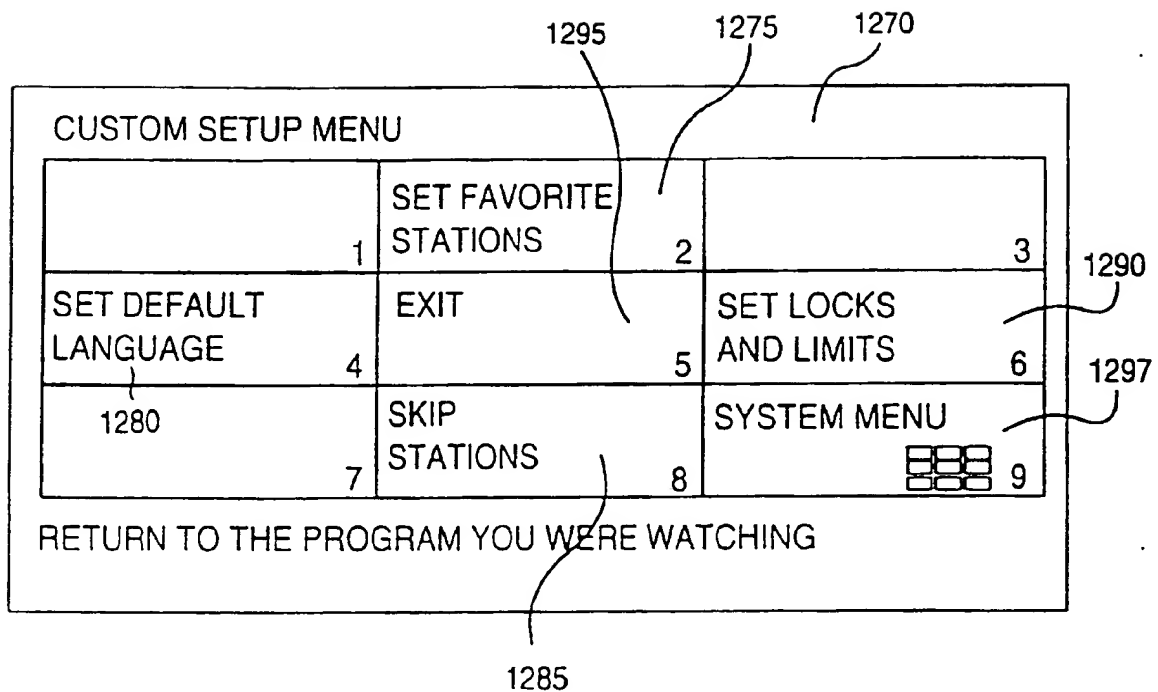 1295
1275
1270
CUSTOM SETUP MENU
1
SET FAVORITE
STATIONS
2
3
1290
SET DEFAULT
LANGUAGE
4
EXIT
5
SET LOCKS
AND LIMITS
6
1297
1280
7
SKIP
STATIONS
8
SYSTEM MENU
9
RETURN TO THE PROGRAM YOU WERE WATCHING
1285